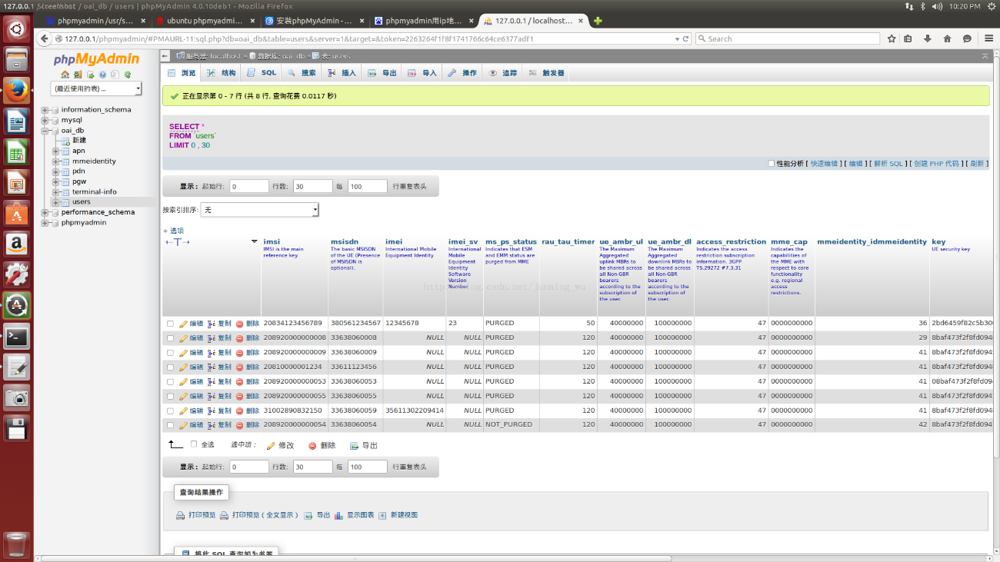 127.0.0.1 / localhost / oai_db / users | phpMyAdmin 4.0.10deb1 - Mozilla Firefox
10:20 PM
phpmyadmin /usr/s...
ubuntu phpmyadmi...
安装phpMyAdmin - ...
phpmyadmin用ip地...
127.0.0.1 / localhost...
127.0.0.1/phpmyadmin/#PMAURL-11:sql.php?db=oai_db&table=users&server=1&target=&token=2263264f1f8f1741766c64ce6377adf1
Search
phpMyAdmin
(最近使用的表) ...
information_schema
mysql
oai_db
新建
apn
mmeidentity
pdn
pgw
terminal-info
users
performance_schema
phpmyadmin
服务器: localhost » 数据库: oai_db » 表: users
浏览 结构 SQL 搜索 插入 导出 导入 操作 追踪 触发器
正在显示第 0 - 7 行 (共 8 行, 查询花费 0.0117 秒)
SELECT *
FROM `users`
LIMIT 0 , 30
性能分析 [ 快速编辑 ] [ 编辑 ] [ 解析 SQL ] [ 创建 PHP 代码 ] [ 刷新 ]
显示： 起始行: 0 行数: 30 每 100 行重复表头
按索引排序: 无
+ 选项
←T→ imsi msisdn imei imei_sv ms_ps_status rau_tau_timer ue_ambr_ul ue_ambr_dl access_restriction mme_cap mmeidentity_idmmeidentity key
IMSI is the main reference key.
The basic MSISDN of the UE (Presence of MSISDN is optional).
International Mobile Equipment Identity
International Mobile Equipment Identity Software Version Number
Indicates that ESM and EMM status are purged from MME
The Maximum Aggregated uplink MBRs to be shared across all Non-GBR bearers according to the subscription of the user.
The Maximum Aggregated downlink MBRs to be shared across all Non-GBR bearers according to the subscription of the user.
Indicates the access restriction subscription information. 3GPP TS.29272 #7.3.31
Indicates the capabilities of the MME with respect to core functionality e.g. regional access restrictions.
UE security key
http://blog.csdn.net/junning_wu
编辑 复制 删除 20834123456789 380561234567 12345678 23 PURGED 50 40000000 100000000 47 0000000000 36 2bd6459f82c5b30
编辑 复制 删除 208920000000008 33638060008 NULL NULL PURGED 120 40000000 100000000 47 0000000000 29 8baf473f2f8fd094
编辑 复制 删除 208920000000009 33638060009 NULL NULL PURGED 120 40000000 100000000 47 0000000000 41 8baf473f2f8fd094
编辑 复制 删除 20810000001234 33611123456 NULL NULL PURGED 120 40000000 100000000 47 0000000000 41 8baf473f2f8fd094
编辑 复制 删除 208920000000053 33638060053 NULL NULL PURGED 120 40000000 100000000 47 0000000000 41 08baf473f2f8fd09
编辑 复制 删除 208920000000055 33638060055 NULL NULL PURGED 120 40000000 100000000 47 0000000000 41 8baf473f2f8fd094
编辑 复制 删除 31002890832150 33638060059 35611302209414 NULL PURGED 120 40000000 100000000 47 0000000000 41 8baf473f2f8fd094
编辑 复制 删除 208920000000054 33638060054 NULL NULL NOT_PURGED 120 40000000 100000000 47 0000000000 42 8baf473f2f8fd094
全选 选中项： 修改 删除 导出
显示： 起始行: 0 行数: 30 每 100 行重复表头
查询结果操作
打印预览 打印预览 ( 全文显示 ) 导出 显示图表 新建视图
将此 SQL 查询加为书签